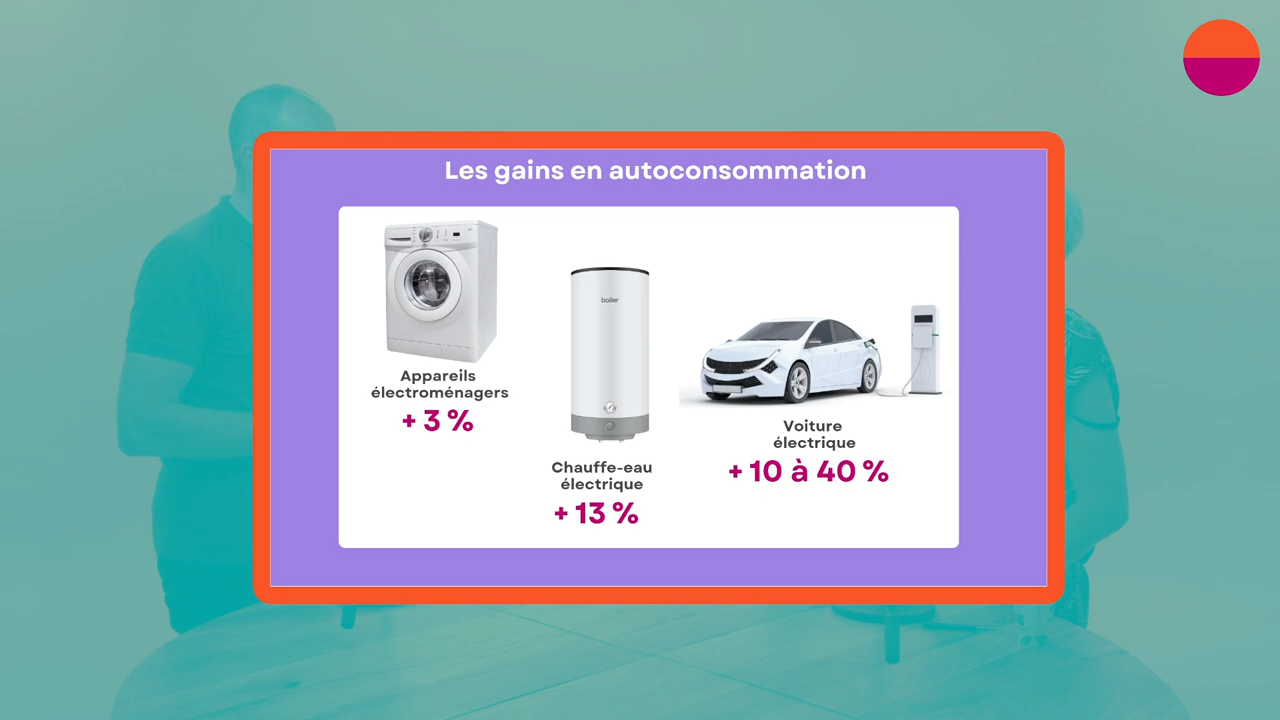 Les gains en autoconsommation
boiler
Appareils
électroménagers
+ 3 %
Chauffe-eau
électrique
+ 13 %
Voiture
électrique
+ 10 à 40 %